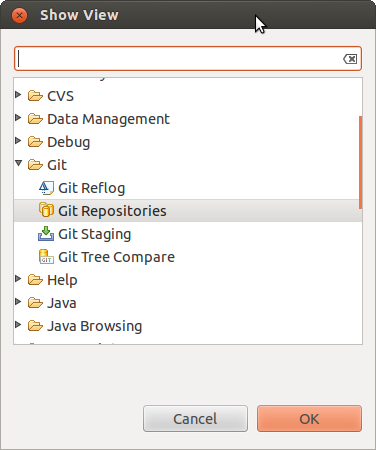 Show View
CVS
Data Management
Debug
Git
Git Reflog
Git Repositories
Git Staging
GIT Git Tree Compare
Help
Java
Java Browsing
Cancel OK